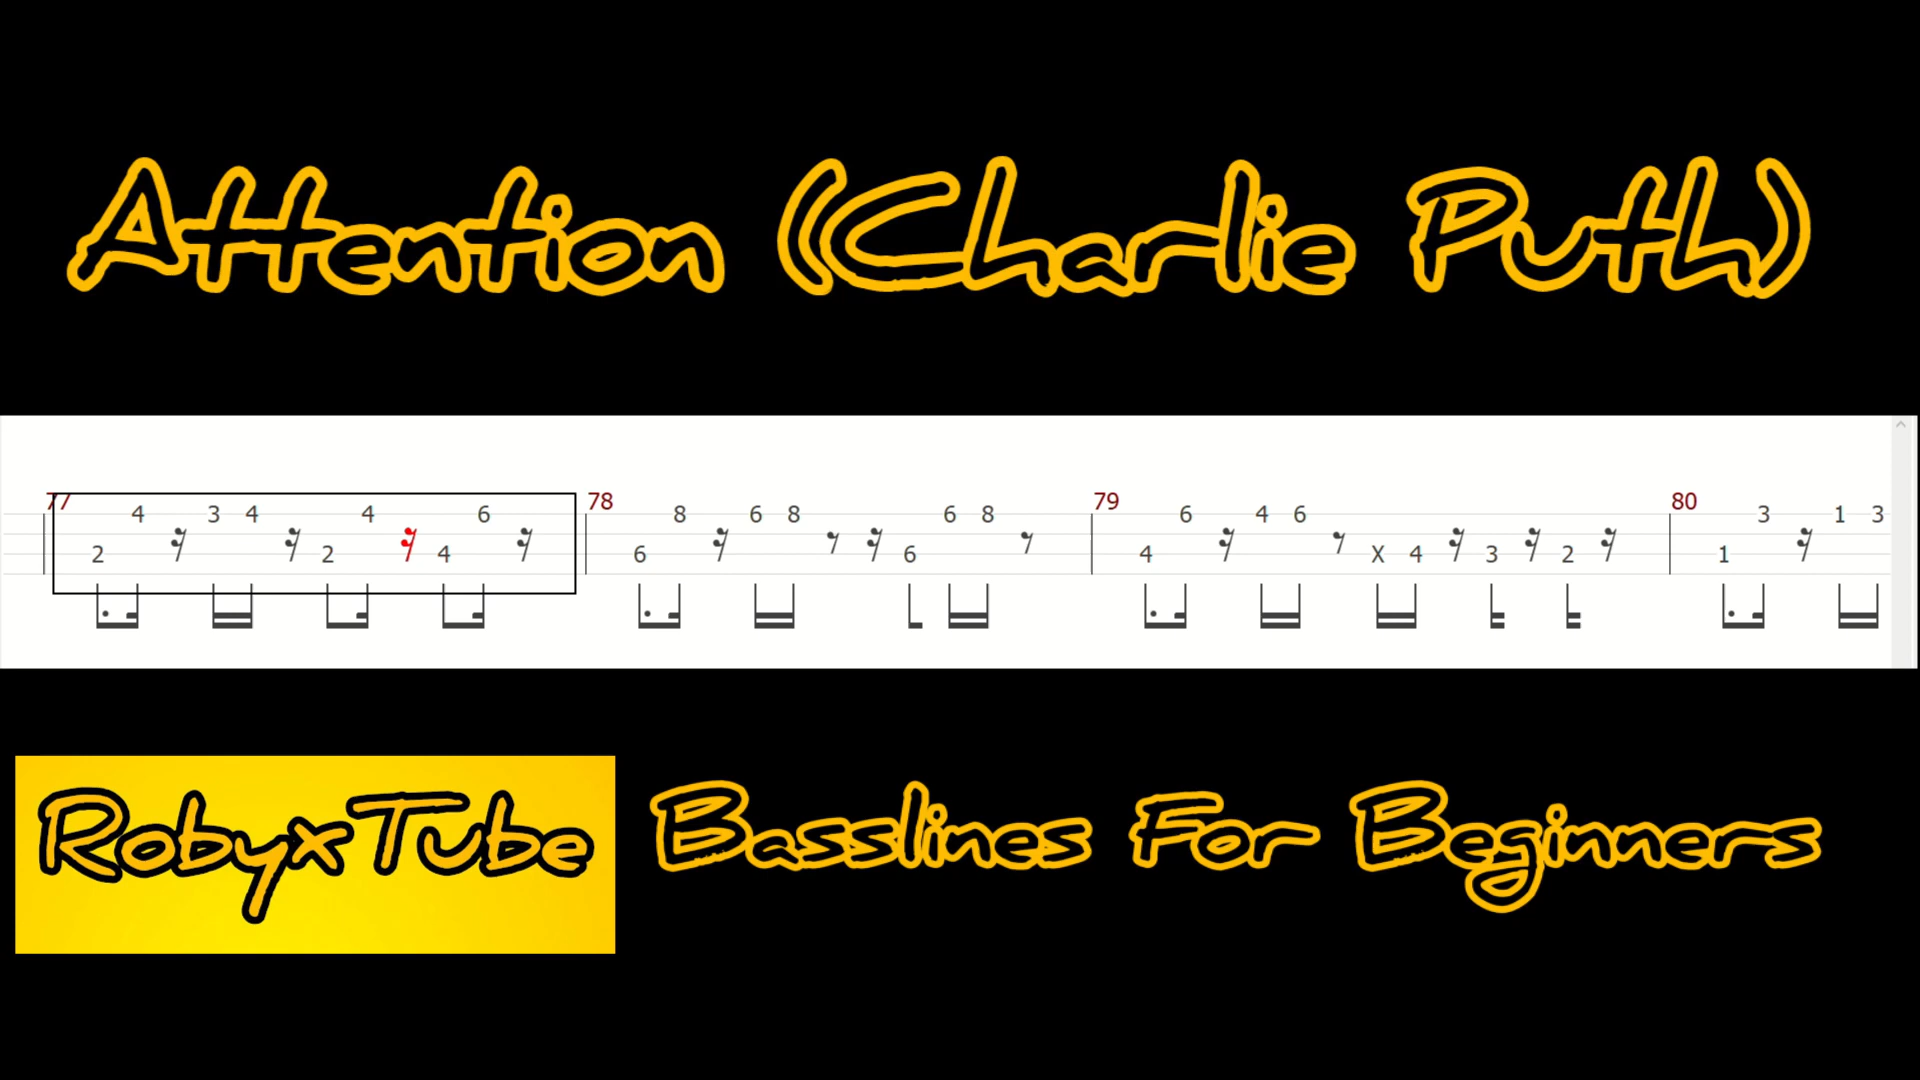 Attention (Charlie Puth)
77 78 79 80
4 3 4 4 6 8 6 8 6 8 6 4 6 3 1 3
2 2 4 6 6 4 X 4 3 2 1
RobyxTube Basslines For Beginners